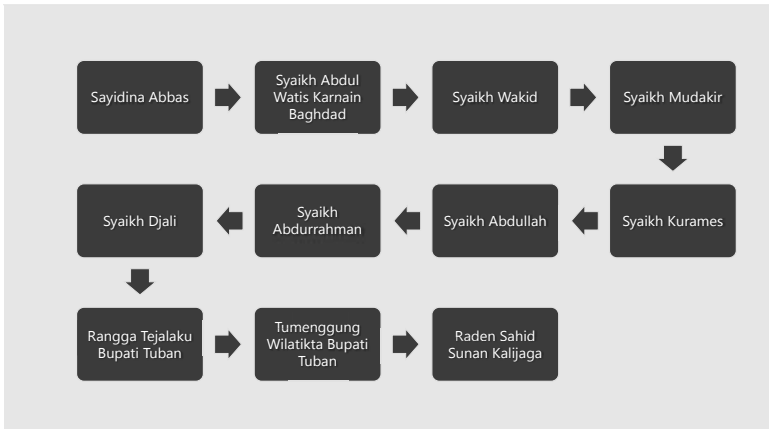 Sayidina Abbas
Syaikh Abdul
Watis Karnain
Baghdad
Syaikh Wakid
Syaikh Mudakir
Syaikh Kurames
Syaikh Abdullah
Syaikh
Abdurrahman
Syaikh Djali
Rangga Tejalaku
Bupati Tuban
Tumenggung
Wilatikta Bupati
Tuban
Raden Sahid
Sunan Kalijaga